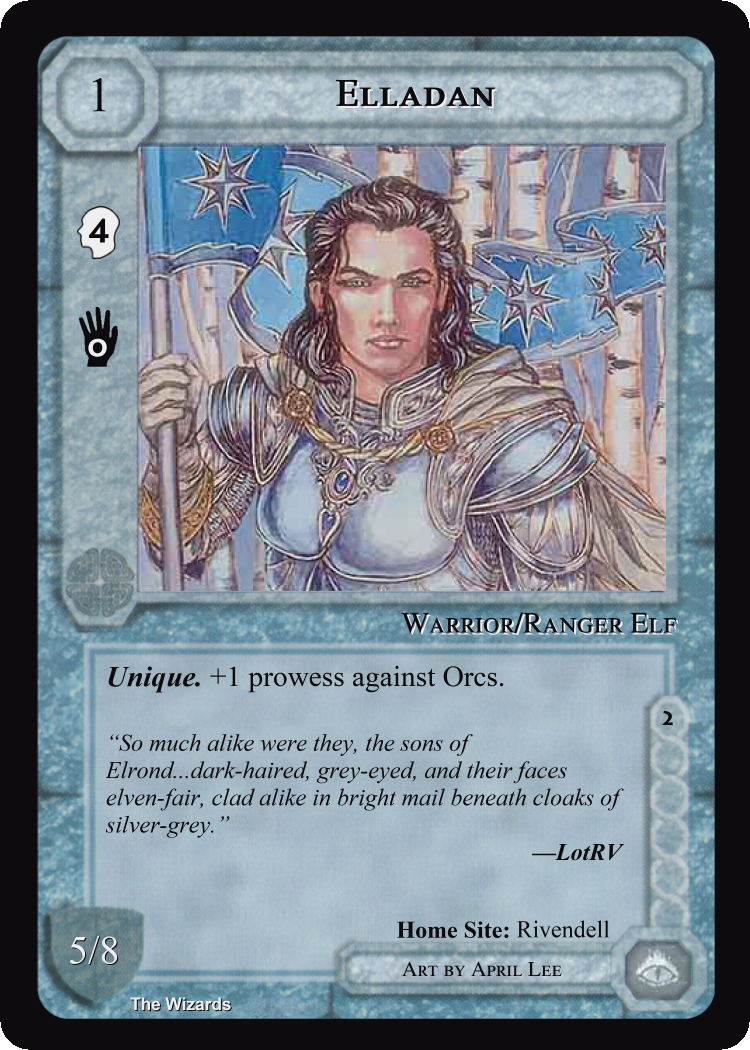 1
Elladan
4
0
Warrior/Ranger Elf
Unique. +1 prowess against Orcs.
2
“So much alike were they, the sons of
Elrond...dark-haired, grey-eyed, and their faces
elven-fair, clad alike in bright mail beneath cloaks of
silver-grey.”
—LotRV
Home Site: Rivendell
5/8
Art by April Lee
The Wizards